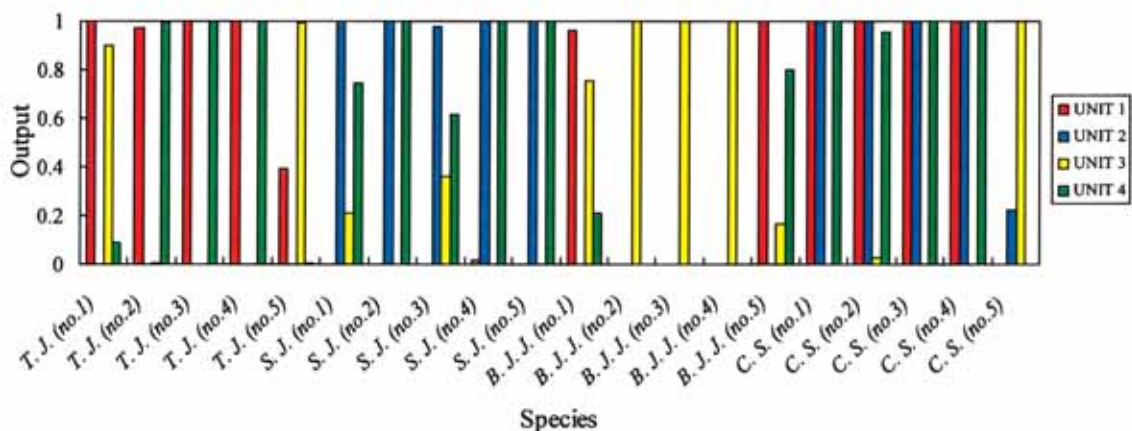 1
0.8
0.6
0.4
0.2
0
Output
T. J. (no.1)
T. J. (no.2)
T. J. (no.3)
T. J. (no.4)
T. J. (no.5)
S. J. (no.1)
S. J. (no.2)
S. J. (no.3)
S. J. (no.4)
S. J. (no.5)
B. J. J. (no.1)
B. J. J. (no.2)
B. J. J. (no.3)
B. J. J. (no.4)
B. J. J. (no.5)
C. S. (no.1)
C. S. (no.2)
C. S. (no.3)
C. S. (no.4)
C. S. (no.5)
Species
UNIT 1
UNIT 2
UNIT 3
UNIT 4